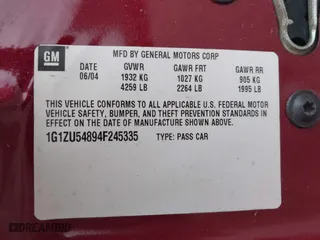 GM
MFD BY GENERAL MOTORS CORP
DATE GVWR GAWR FRT GAWR RR
06/04 1932 KG 1027 KG 905 KG
4259 LB 2264 LB 1995 LB
THIS VEHICLE CONFORMS TO ALL APPLICABLE U.S. FEDERAL MOTOR
VEHICLE SAFETY, BUMPER, AND THEFT PREVENTION STANDARDS
IN EFFECT ON THE DATE OF MANUFACTURE SHOWN ABOVE.
1G1ZU54894F245335 TYPE: PASS CAR